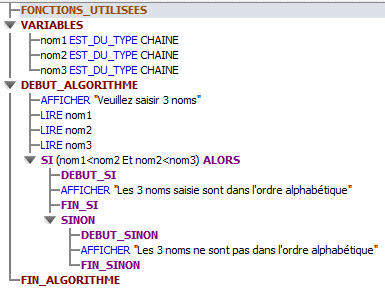 FONCTIONS_UTILISEES
VARIABLES
nom1 EST_DU_TYPE CHAINE
nom2 EST_DU_TYPE CHAINE
nom3 EST_DU_TYPE CHAINE
DEBUT_ALGORITHME
AFFICHER "Veuillez saisir 3 noms"
LIRE nom1
LIRE nom2
LIRE nom3
SI (nom1<nom2 Et nom2<nom3) ALORS
DEBUT_SI
AFFICHER "Les 3 noms saisie sont dans l'ordre alphabétique"
FIN_SI
SINON
DEBUT_SINON
AFFICHER "Les 3 noms ne sont pas dans l'ordre alphabétique"
FIN_SINON
FIN_ALGORITHME